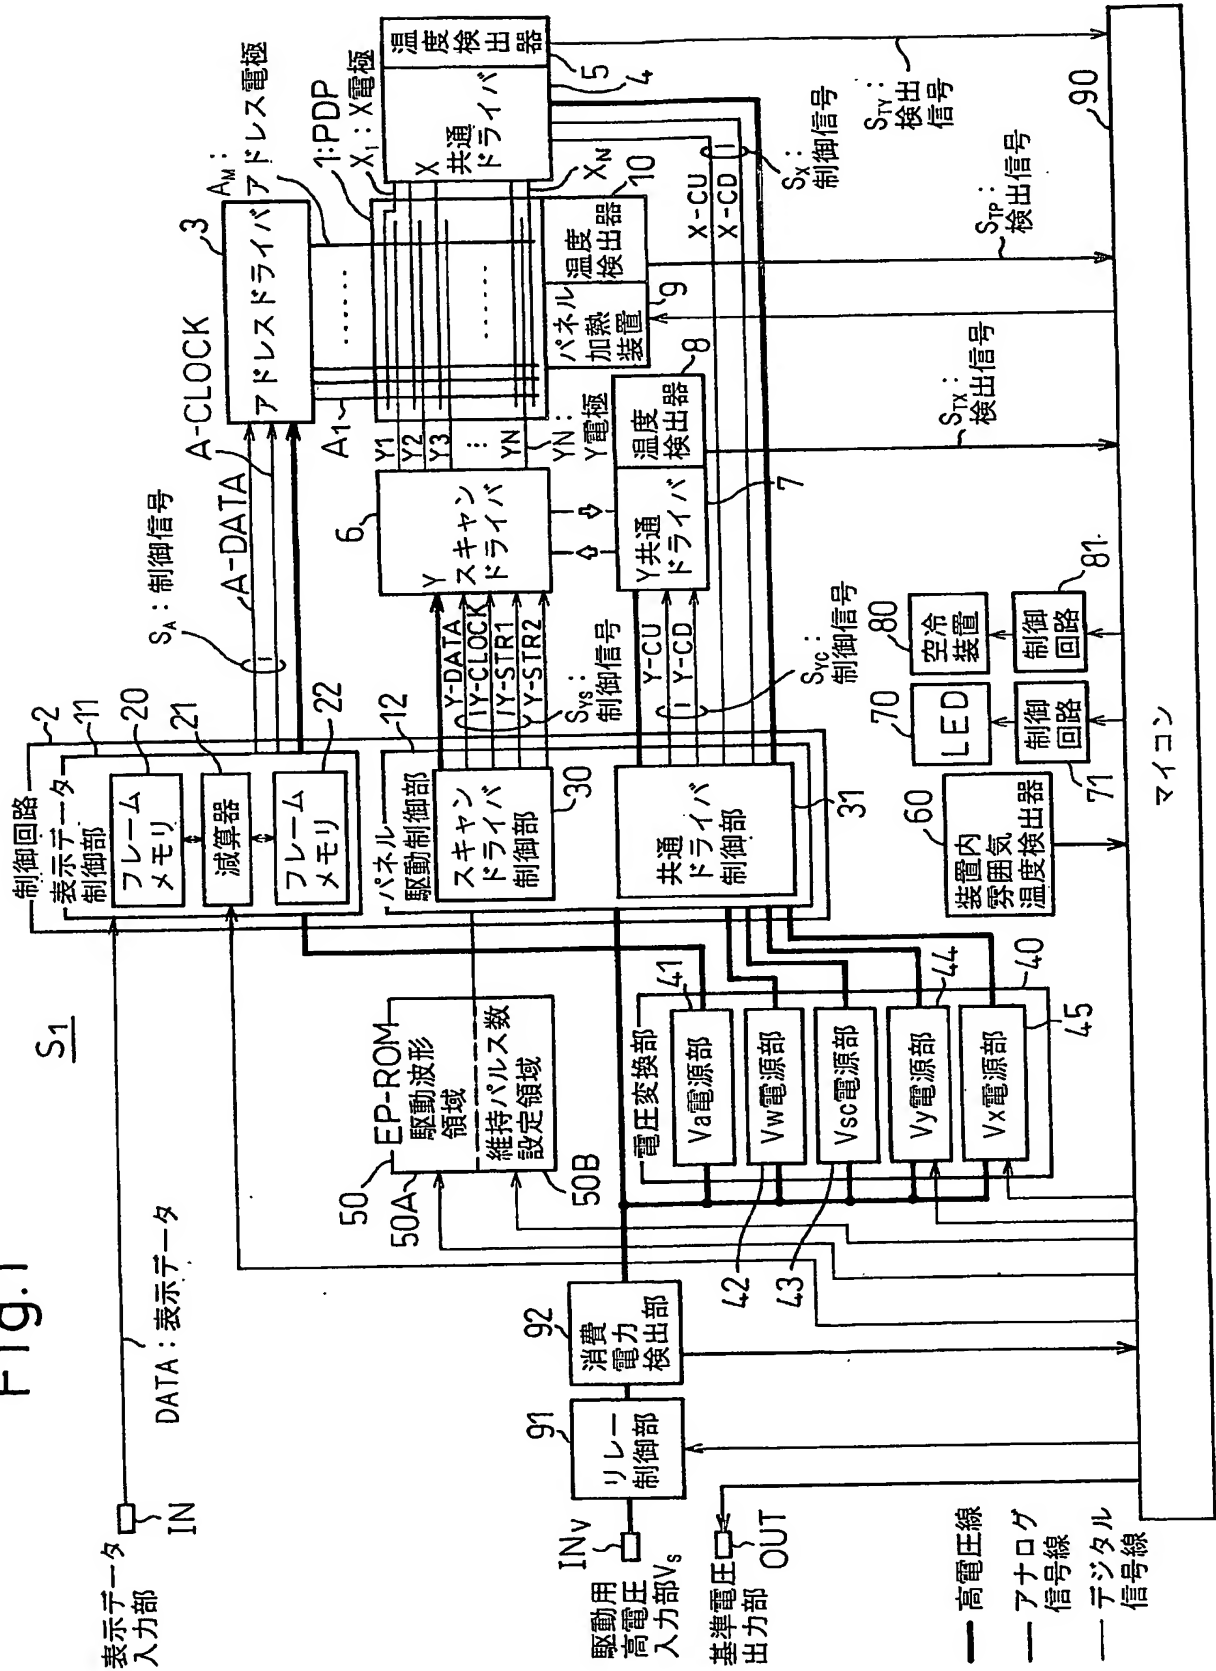 Fig.1
S1
表示データ
入力部
IN
DATA：表示データ
制御回路
2
表示データ
制御部
11
フレーム
メモリ
20
減算器
21
フレーム
メモリ
22
SA：制御信号
A-DATA
A-CLOCK
アドレスドライバ
3
AM：
アドレス電極
A1
1:PDP
X1：X電極
XN
X
共通
ドライバ
4
温度検出器
5
パネル
駆動制御部
12
スキャン
ドライバ
制御部
30
共通
ドライバ
制御部
31
Y-DATA
Y-CLOCK
Y-STR1
Y-STR2
SYS：
制御信号
Y
スキャン
ドライバ
6
Y1
Y2
Y3
YN
YN：
Y電極
Y-CU
Y-CD
SYC：
制御信号
Y共通
ドライバ
7
温度
検出器
8
パネル
加熱
装置
9
温度
検出器
10
X-CU
X-CD
SX：
制御信号
STX：
検出信号
STP：
検出信号
STY：
検出
信号
EP-ROM
50
駆動波形
領域
50A
維持パルス数
設定領域
50B
電圧変換部
40
Va電源部
41
Vw電源部
42
Vsc電源部
43
Vy電源部
44
Vx電源部
45
装置内
雰囲気
温度検出器
60
LED
70
制御
回路
71
空冷
装置
80
制御
回路
81
駆動用
高電圧
入力部Vs
INV
リレー
制御部
91
消費
電力
検出部
92
基準電圧
出力部
OUT
マイコン
90
高電圧線
アナログ
信号線
デジタル
信号線